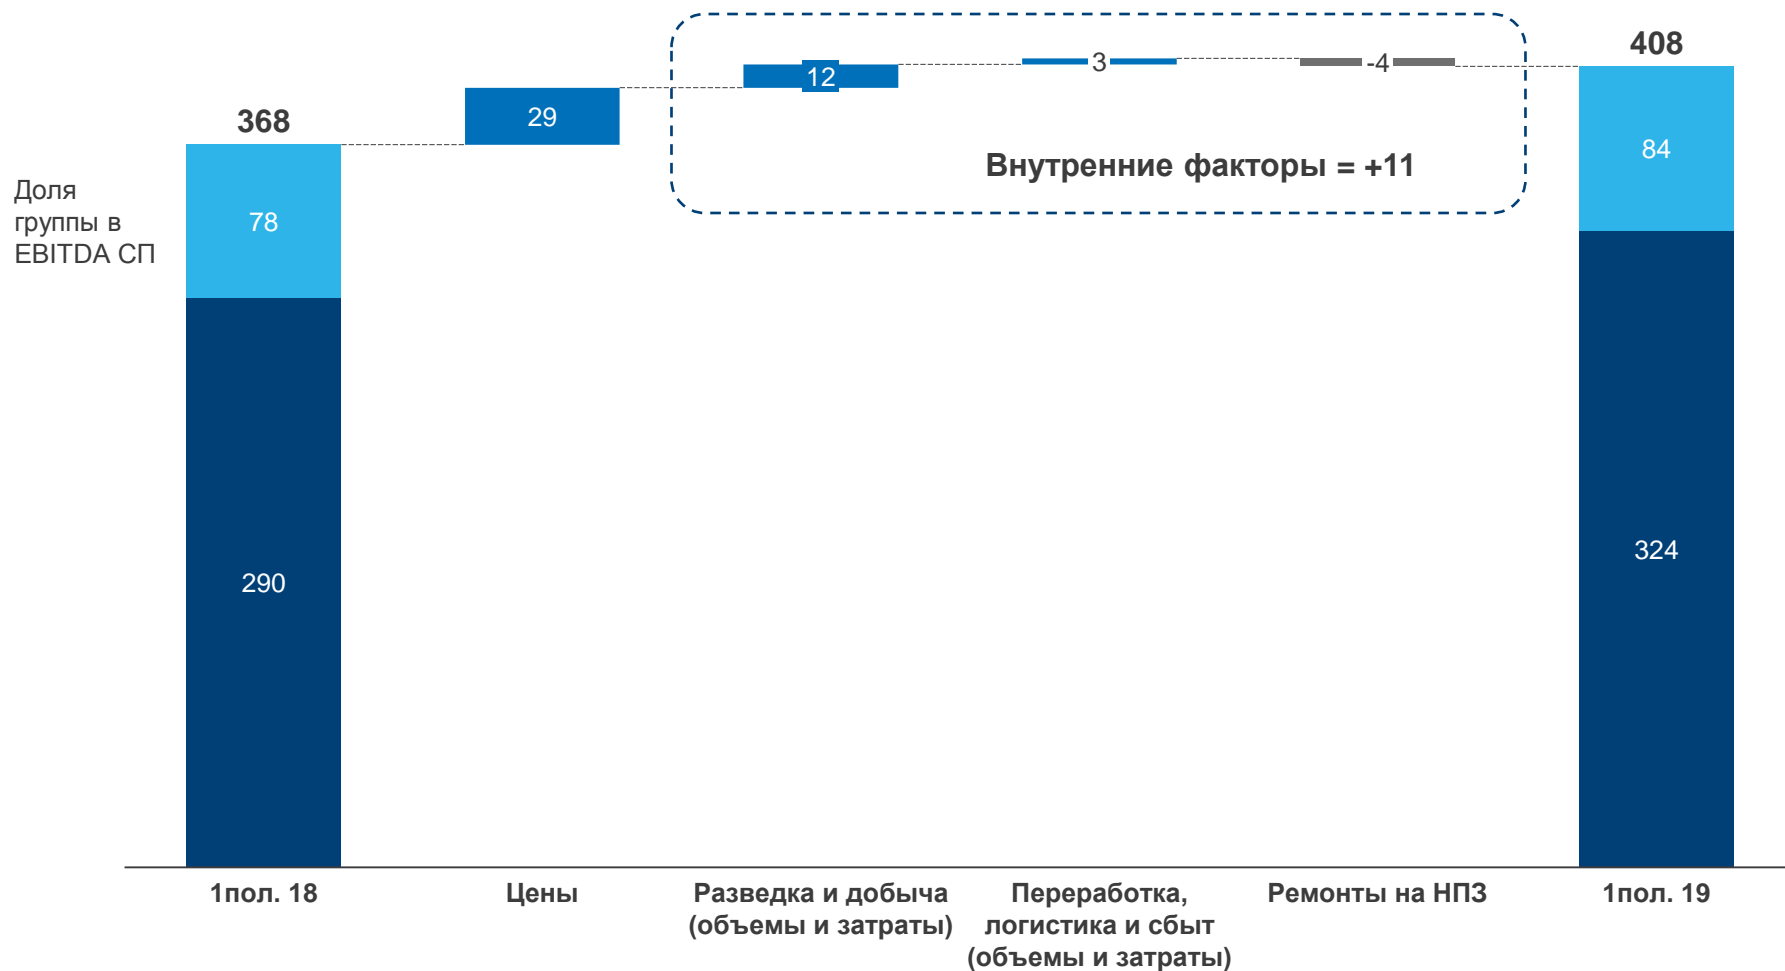 368
29
12
3
-4
408
Внутренние факторы = +11
Доля
группы в
EBITDA СП
78
84
290
324
1пол. 18
Цены
Разведка и добыча
(объемы и затраты)
Переработка,
логистика и сбыт
(объемы и затраты)
Ремонты на НПЗ
1пол. 19